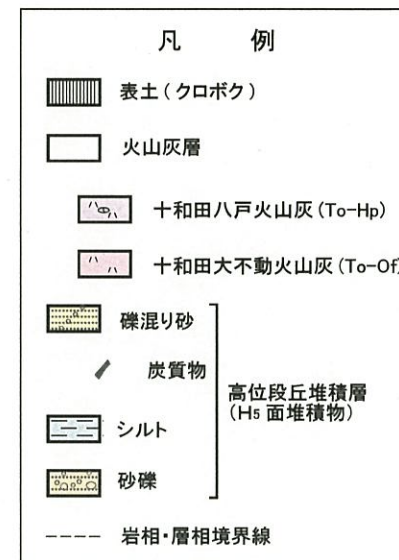 凡 例
表土(クロボク)
火山灰層
十和田八戸火山灰(To-Hp)
十和田大不動火山灰(To-Of)
礫混り砂
炭質物
シルト
砂礫
高位段丘堆積層
(H5 面堆積物)
岩相・層相境界線